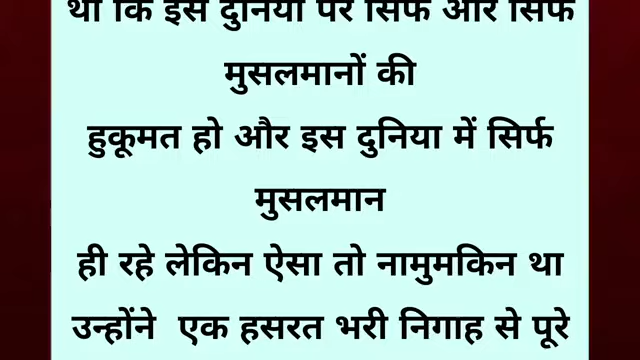 था कि इस दुनिया पर सिर्फ और सिर्फ
मुसलमानों की
हुकूमत हो और इस दुनिया में सिर्फ
मुसलमान
ही रहे लेकिन ऐसा तो नामुमकिन था
उन्होंने एक हसरत भरी निगाह से पूरे